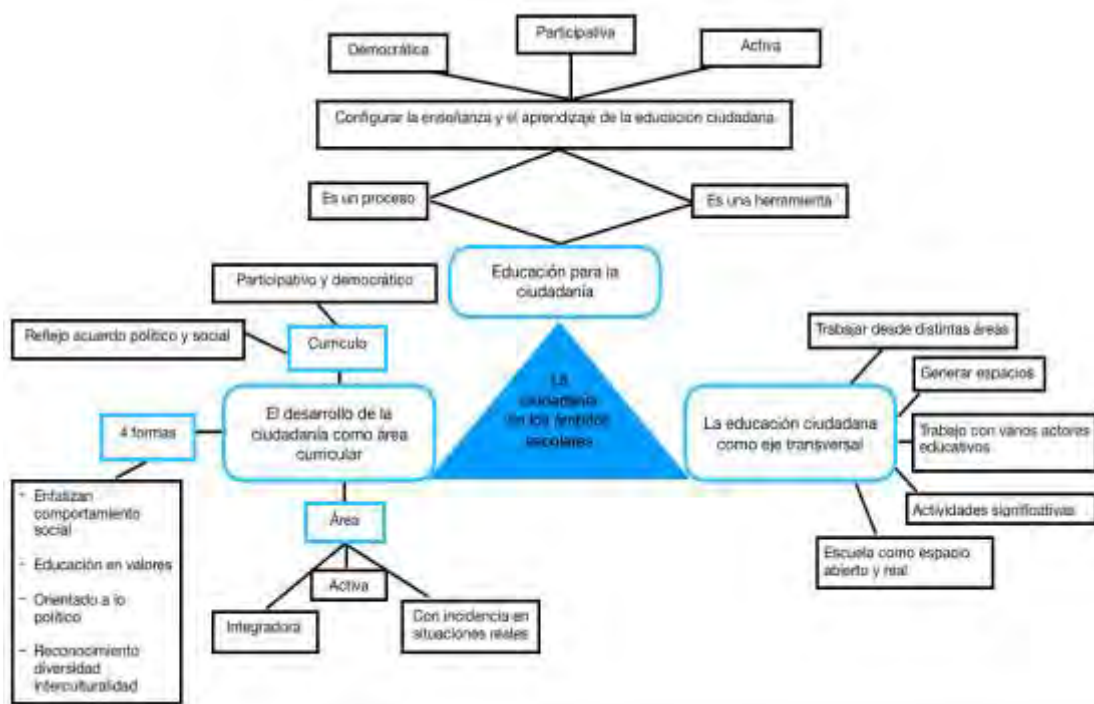 Democrática
Participativa
Activa
Configurar la enseñanza y el aprendizaje de la educación ciudadana
Es un proceso
Es una herramienta
Educación para la
ciudadanía
Participativo y democrático
Reflejo acuerdo político y social
Currículo
El desarrollo de la
ciudadanía como área
curricular
4 formas
- Enfatizan
comportamiento
social
- Educación en valores
- Orientado a lo
político
- Reconocimiento
diversidad
interculturalidad
Área
Integradora
Activa
Con incidencia en
situaciones reales
La
ciudadanía
en los ámbitos
escolares
La educación ciudadana
como eje transversal
Trabajar desde distintas áreas
Generar espacios
Trabajo con varios actores
educativos
Actividades significativas
Escuela como espacio
abierto y real